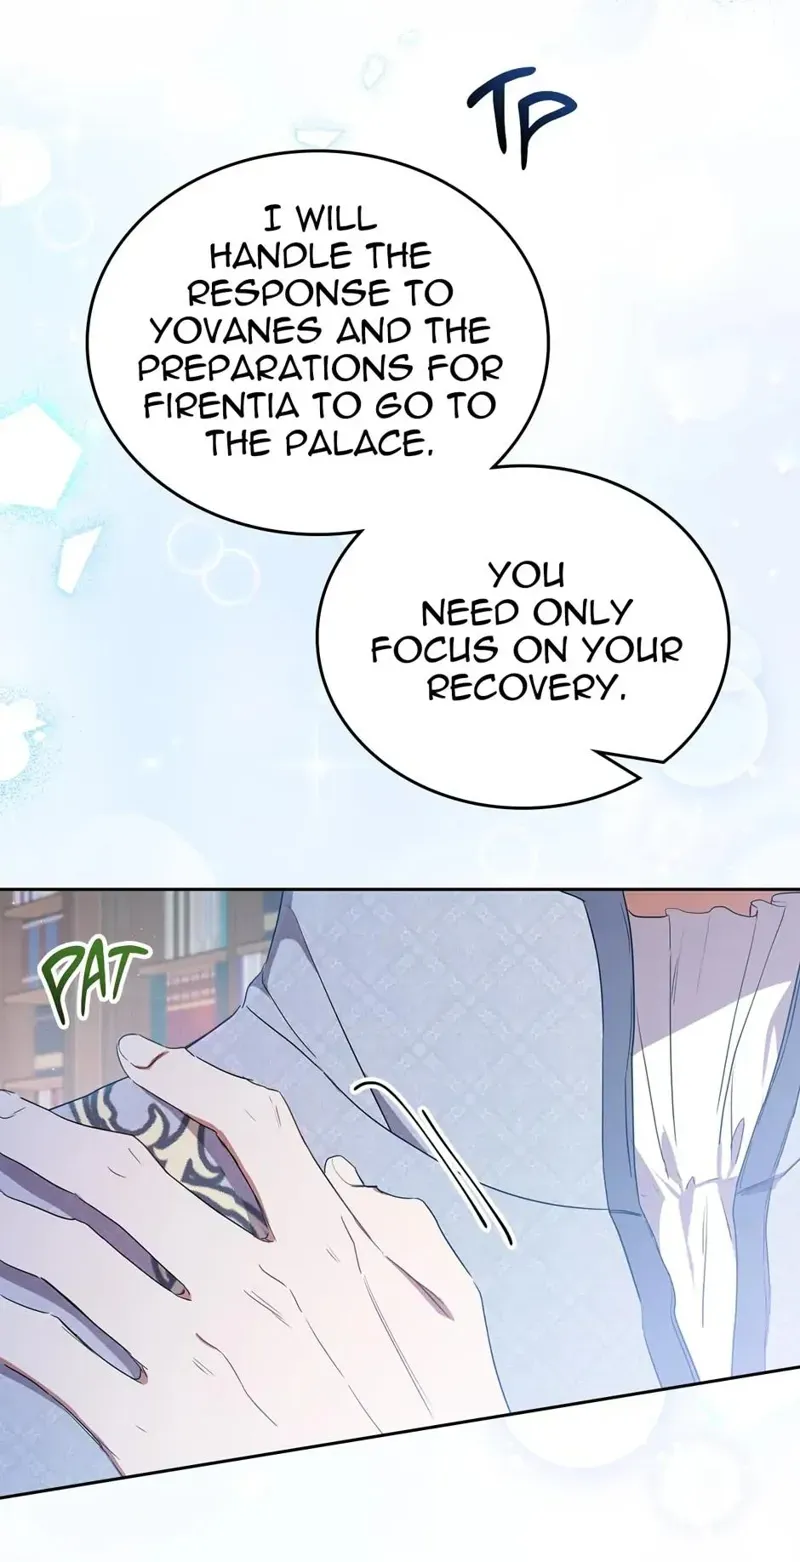 TP
I WILL
HANDLE THE
RESPONSE TO
YOVANES AND THE
PREPARATIONS FOR
FIRENTIA TO GO TO
THE PALACE.
YOU
NEED ONLY
FOCUS ON YOUR
RECOVERY.
PAT